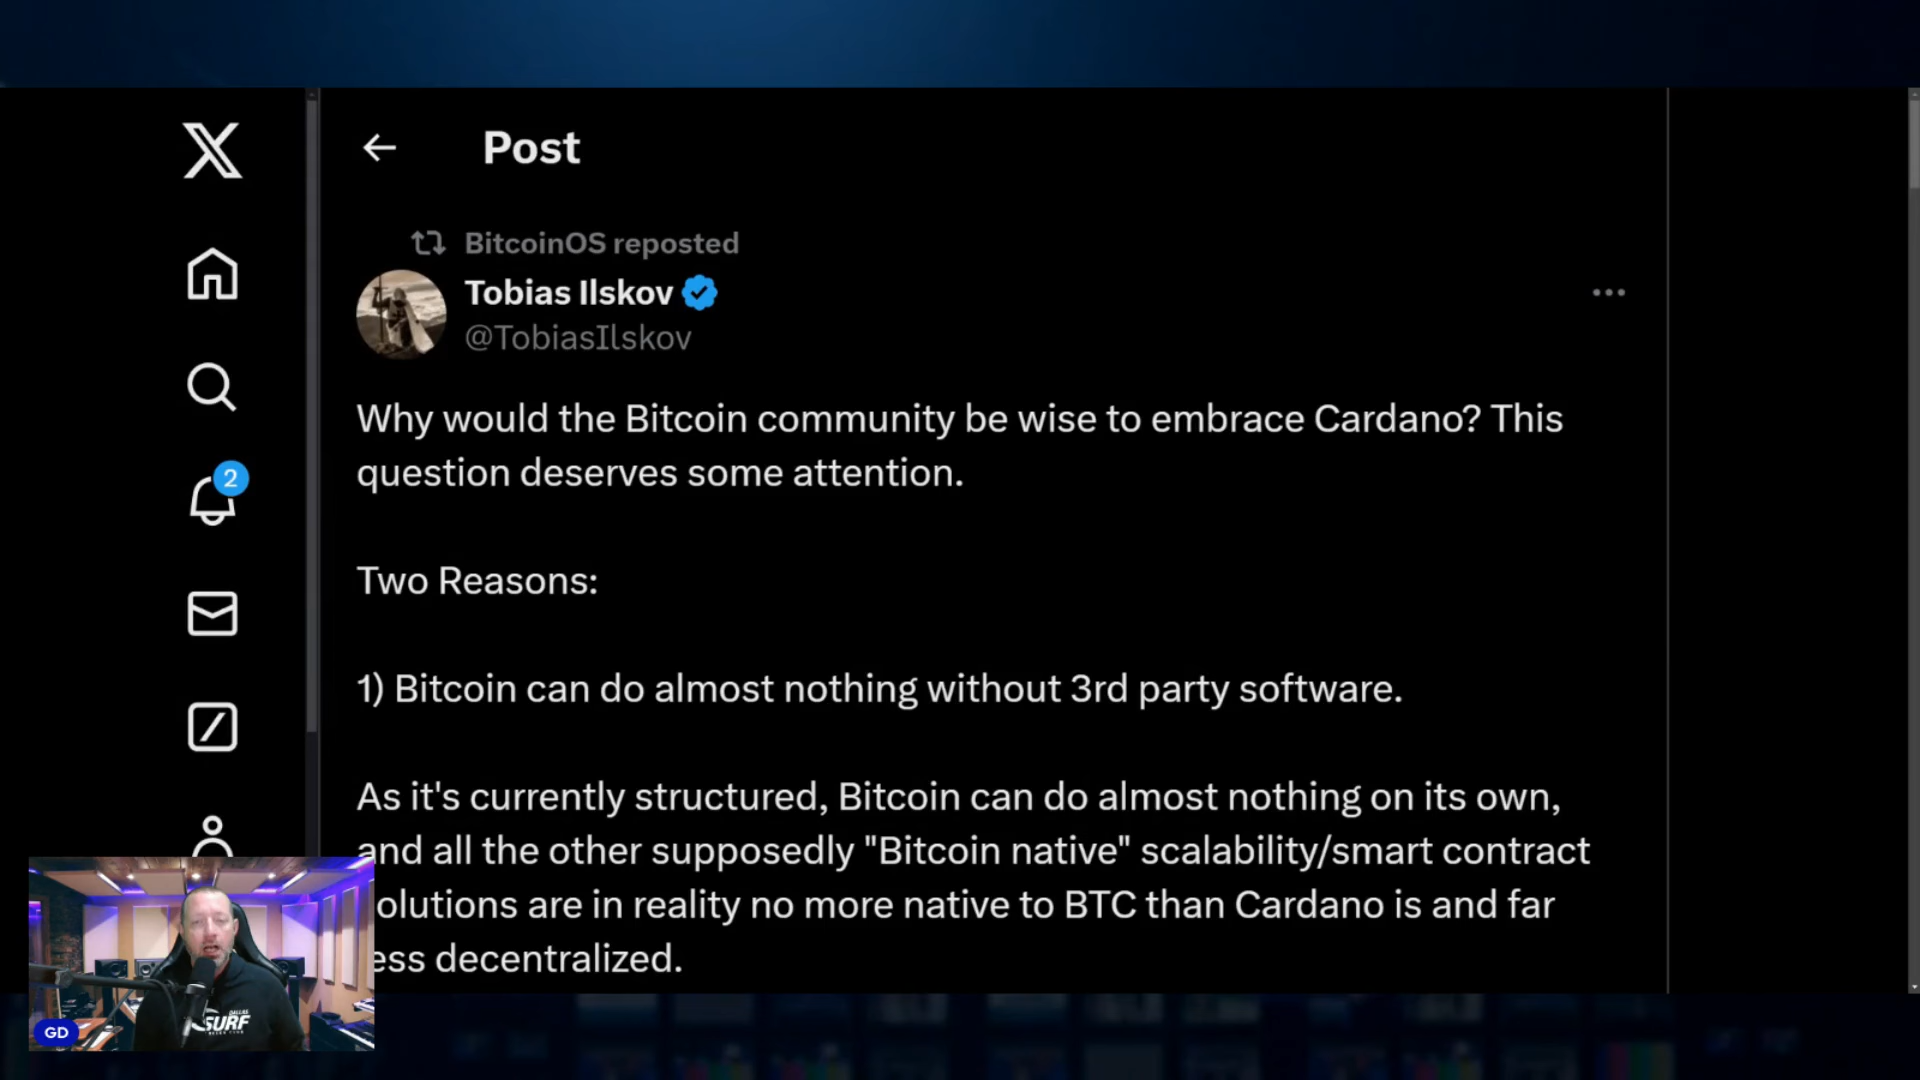 Post
BitcoinOS reposted
Tobias Ilskov
@TobiasIlskov
Why would the Bitcoin community be wise to embrace Cardano? This
question deserves some attention.
2
Two Reasons:
1) Bitcoin can do almost nothing without 3rd party software.
As it's currently structured, Bitcoin can do almost nothing on its own,
and all the other supposedly "Bitcoin native" scalability/smart contract
olutions are in reality no more native to BTC than Cardano is and far
ess decentralized.
DALLAS
SURF
GD